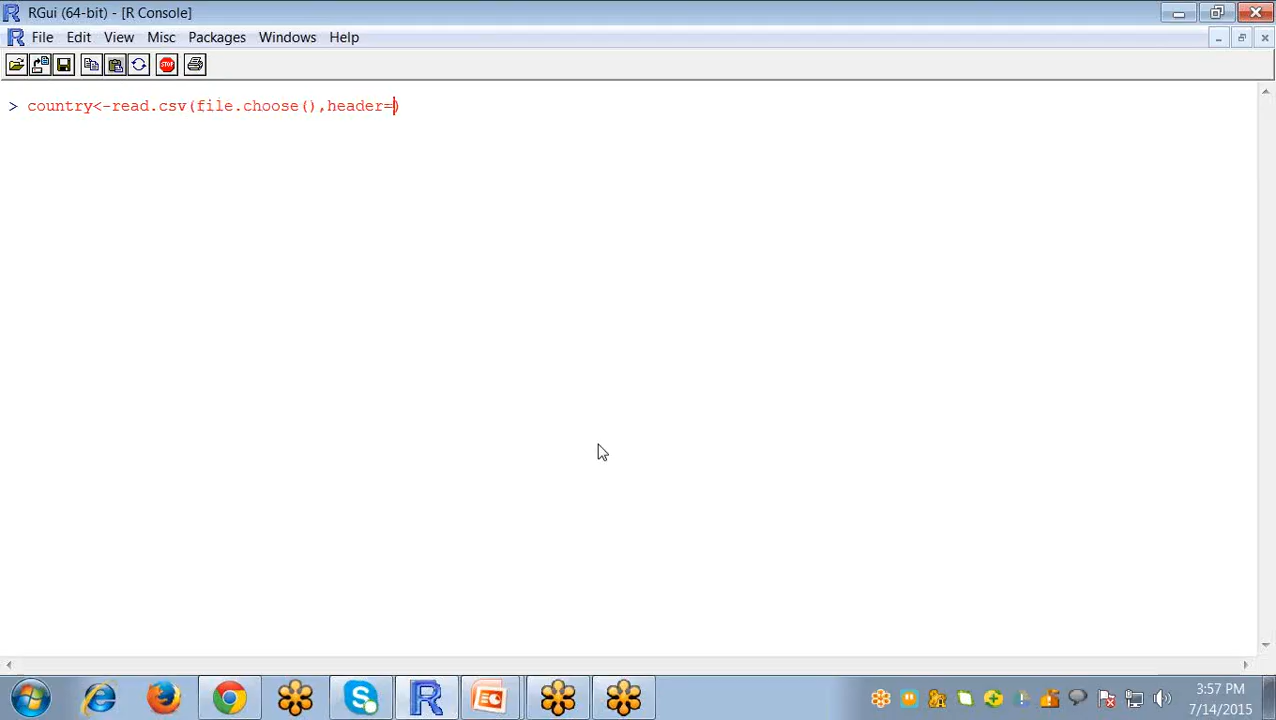 RGui (64-bit) - [R Console]
File Edit View Misc Packages Windows Help
STOP
> country<-read.csv(file.choose(),header=)
3:57 PM
7/14/2015